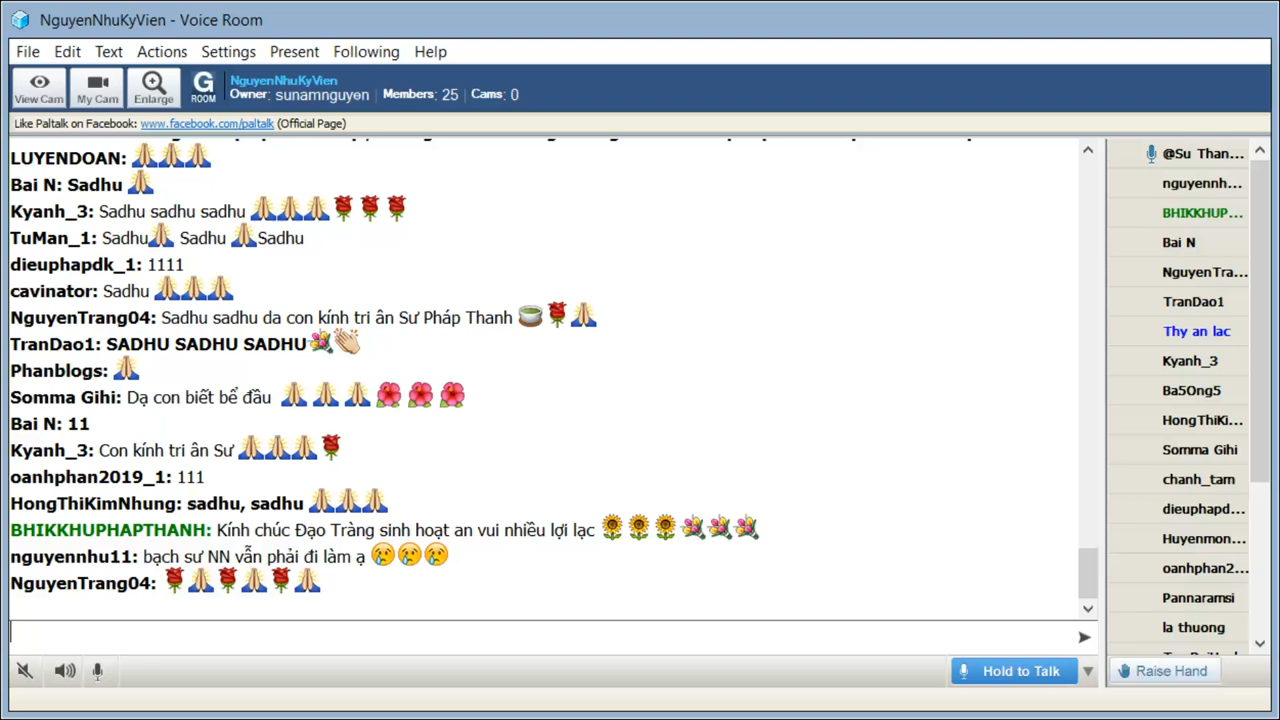 NguyenNhuKyVien - Voice Room
File Edit Text Actions Settings Present Following Help
View Cam My Cam Enlarge G ROOM
NguyenNhuKyVien
Owner: sunamnguyen Members: 25 Cams: 0
Like Paltalk on Facebook: www.facebook.com/paltalk (Official Page)
LUYENDOAN: 🙏🙏🙏
Bai N: Sadhu 🙏
Kyanh_3: Sadhu sadhu sadhu 🙏🙏🙏🌹🌹🌹
TuMan_1: Sadhu🙏 Sadhu 🙏Sadhu
dieuphapdk_1: 1111
cavinator: Sadhu 🙏🙏🙏
NguyenTrang04: Sadhu sadhu da con kính tri ân Sư Pháp Thanh 🍵🌹🙏
TranDao1: SADHU SADHU SADHU💐👏
Phanblogs: 🙏
Somma Gihi: Dạ con biết bể đầu 🙏🙏🙏🌺🌺🌺
Bai N: 11
Kyanh_3: Con kính tri ân Sư 🙏🙏🙏🌹
oanhphan2019_1: 111
HongThiKimNhung: sadhu, sadhu 🙏🙏🙏
BHIKKHUPHAPTHANH: Kính chúc Đạo Tràng sinh hoạt an vui nhiều lợi lạc 🌻🌻🌻💐💐💐
nguyennhu11: bạch sư NN vẫn phải đi làm ạ 😢😢😢
NguyenTrang04: 🌹🙏🌹🙏🌹🙏
@Su Than...
nguyennh...
BHIKKHUP...
Bai N
NguyenTra...
TranDao1
Thy an lac
Kyanh_3
Ba5Ong5
HongThiKi...
Somma Gihi
chanh_tam
dieuphapd...
Huyenmon...
oanhphan2...
Pannaramsi
la thuong
Hold to Talk
Raise Hand